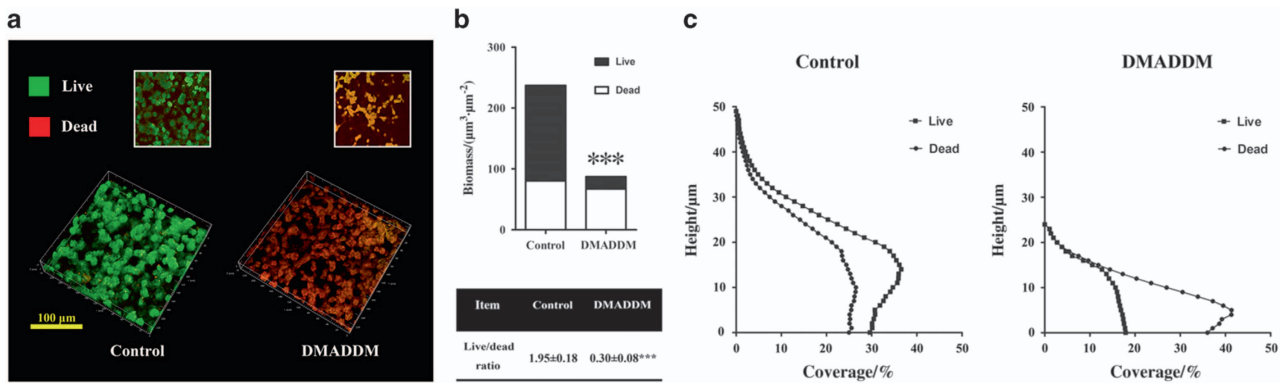 a
Live
Dead
100 µm
Control
DMADDM
b
300
200
100
0
Biomass/(µm³·µm⁻²)
Live
Dead
***
Control
DMADDM
Item Control DMADDM
Live/dead ratio 1.95±0.18 0.30±0.08***
c
Control
50
40
30
20
10
0
Height/µm
Live
Dead
0 10 20 30 40 50
Coverage/%
DMADDM
50
40
30
20
10
0
Height/µm
Live
Dead
0 10 20 30 40 50
Coverage/%